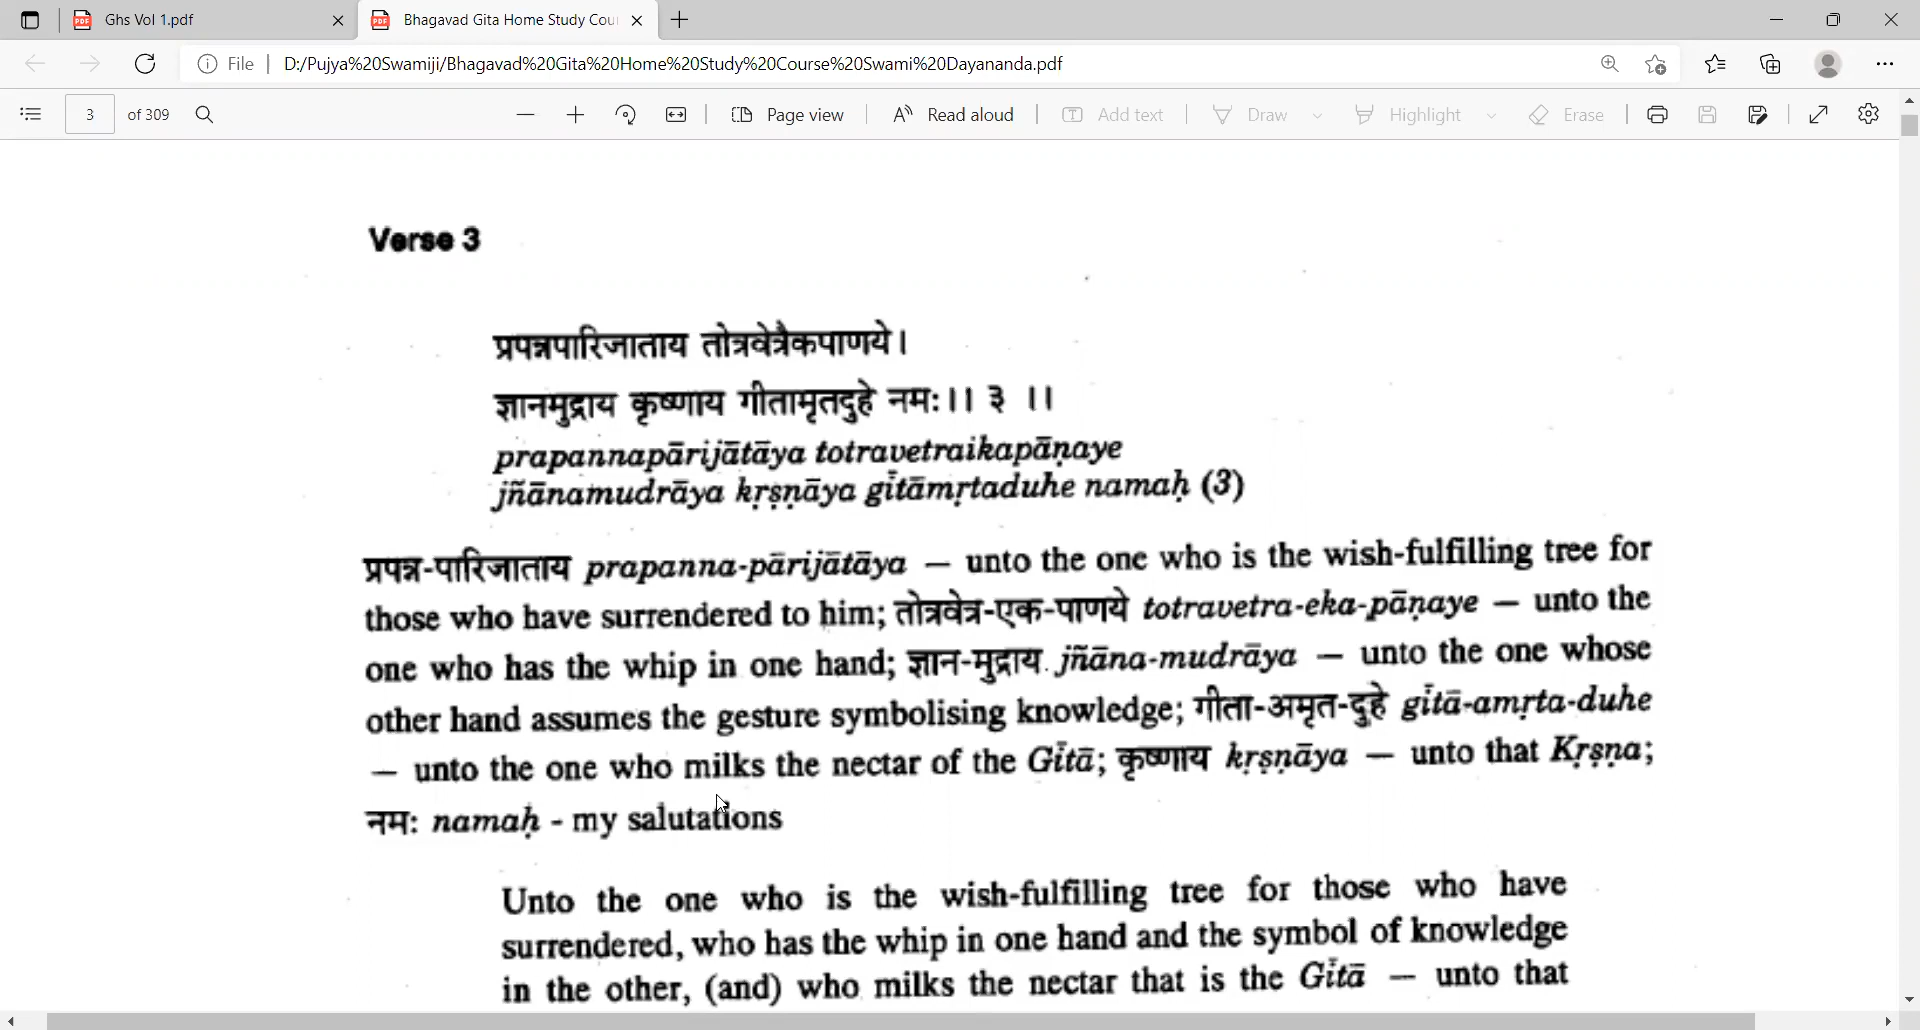 Ghs Vol 1.pdf
Bhagavad Gita Home Study Cou
File
D:/Pujya%20Swamiji/Bhagavad%20Gita%20Home%20Study%20Course%20Swami%20Dayananda.pdf
3 of 309 Page view Read aloud Add text Draw Highlight Erase
Verse 3
प्रपन्नपारिजाताय तोत्रवेत्रैकपाणये।
ज्ञानमुद्राय कृष्णाय गीतामृतदुहे नमः।। ३ ।।
prapannapārijātāya totravetraikapāṇaye
jñānamudrāya kṛṣṇāya gītāmṛtaduhe namaḥ (3)
प्रपन्न-पारिजाताय prapanna-pārijātāya — unto the one who is the wish-fulfilling tree for
those who have surrendered to him; तोत्रवेत्र-एक-पाणये totravetra-eka-pāṇaye — unto the
one who has the whip in one hand; ज्ञान-मुद्राय jñāna-mudrāya — unto the one whose
other hand assumes the gesture symbolising knowledge; गीता-अमृत-दुहे gītā-amṛta-duhe
— unto the one who milks the nectar of the Gītā; कृष्णाय kṛṣṇāya — unto that Kṛṣṇa;
नमः namaḥ - my salutations
Unto the one who is the wish-fulfilling tree for those who have
surrendered, who has the whip in one hand and the symbol of knowledge
in the other, (and) who milks the nectar that is the Gītā — unto that